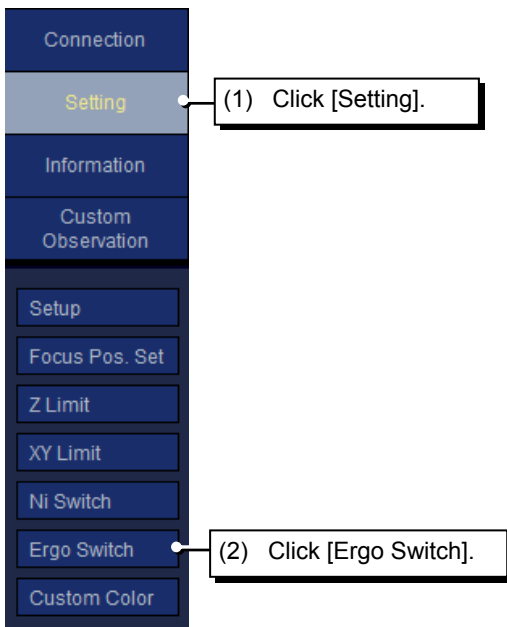 Connection
Setting
(1) Click [Setting].
Information
Custom
Observation
Setup
Focus Pos. Set
Z Limit
XY Limit
Ni Switch
Ergo Switch
(2) Click [Ergo Switch].
Custom Color